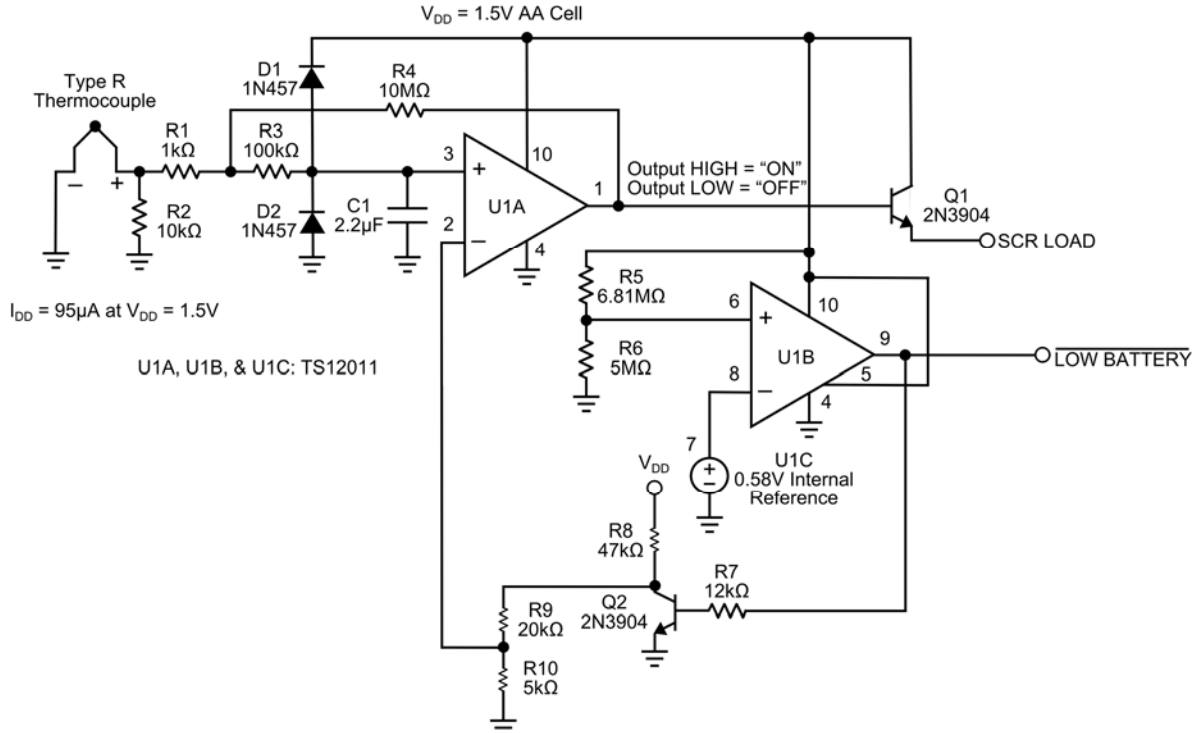 V_DD = 1.5V AA Cell
Type R
Thermocouple
−
+
R1
1kΩ
R2
10kΩ
R3
100kΩ
D1
1N457
D2
1N457
R4
10MΩ
C1
2.2µF
3
+
2
−
10
U1A
4
1
Output HIGH = “ON”
Output LOW = “OFF”
Q1
2N3904
SCR LOAD
I_DD = 95µA at V_DD = 1.5V
U1A, U1B, & U1C: TS12011
R5
6.81MΩ
R6
5MΩ
6
+
8
−
10
U1B
9
5
4
LOW BATTERY
7
+
−
U1C
0.58V Internal
Reference
V_DD
R8
47kΩ
R7
12kΩ
Q2
2N3904
R9
20kΩ
R10
5kΩ